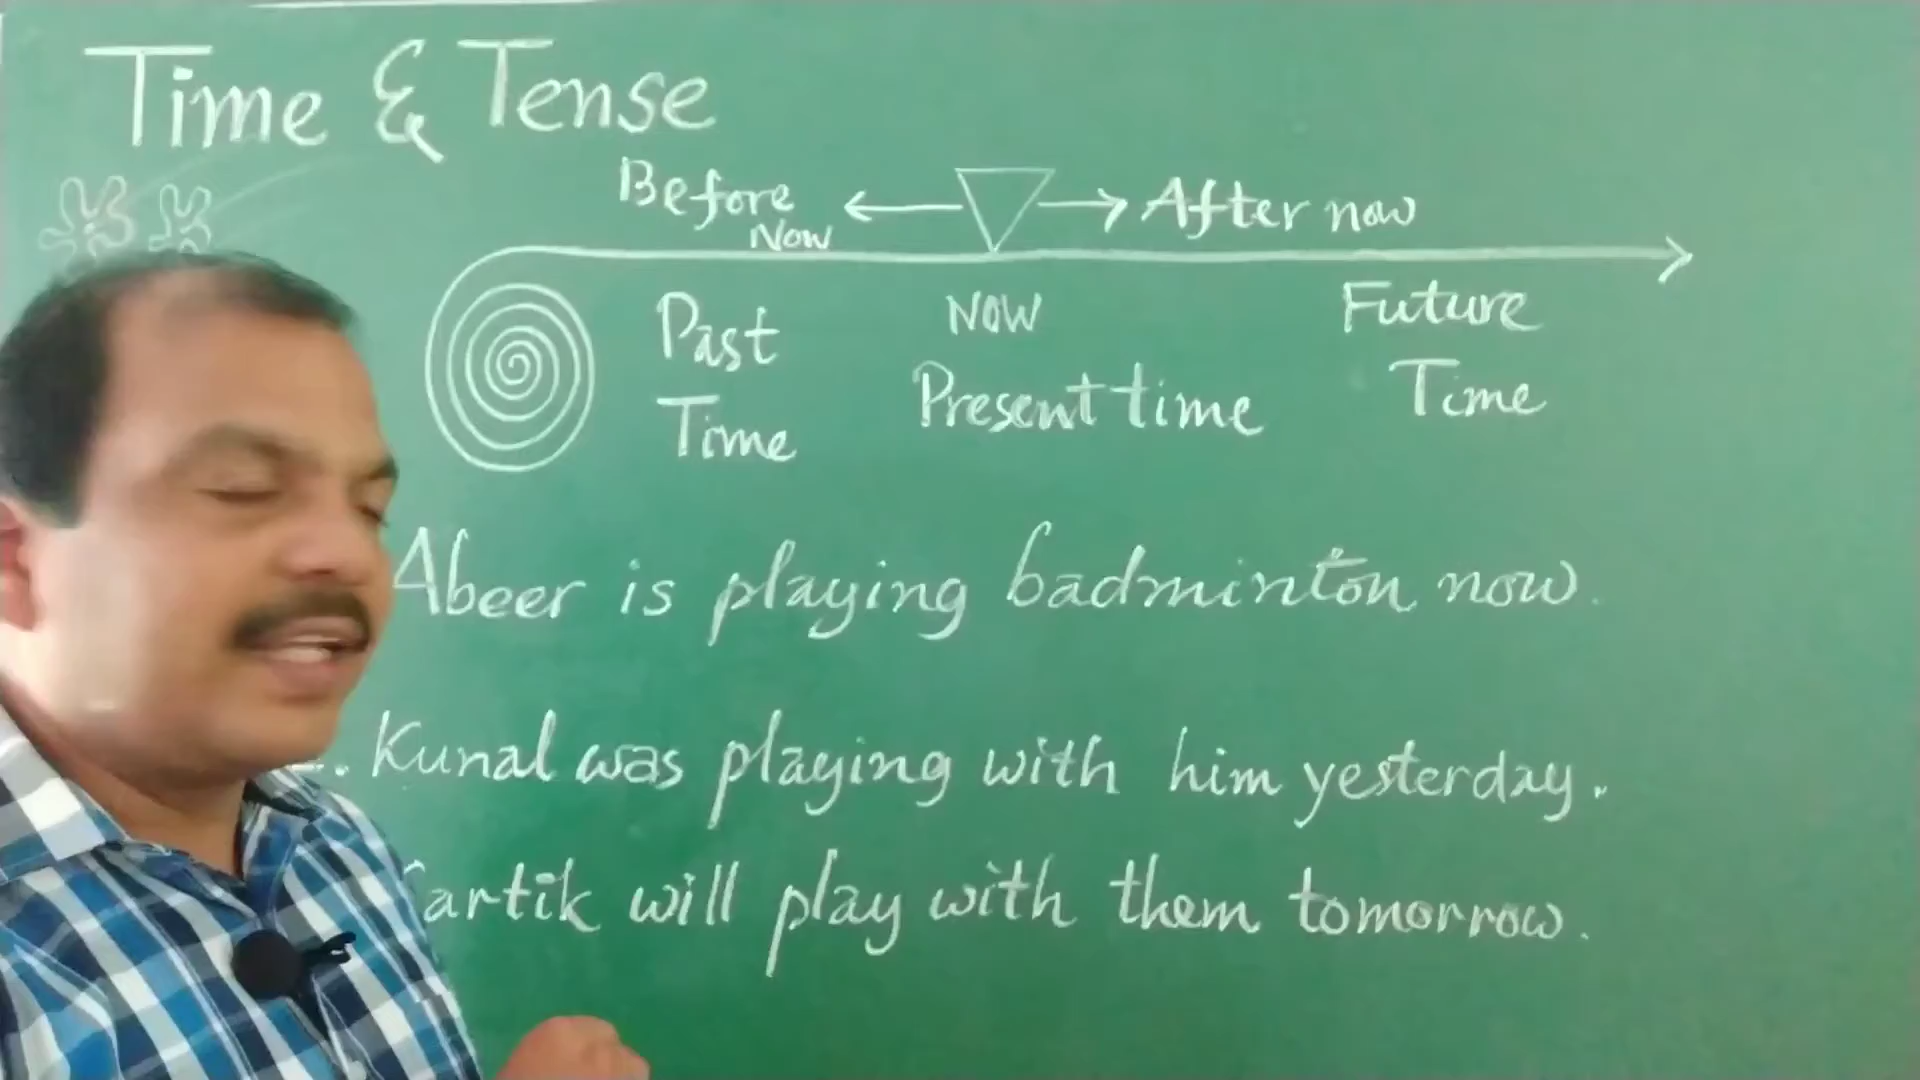 Time & Tense
Before Now
After now
Past Time
NOW
Present time
Future Time
Abeer is playing badminton now.
Kunal was playing with him yesterday.
artik will play with them tomorrow.